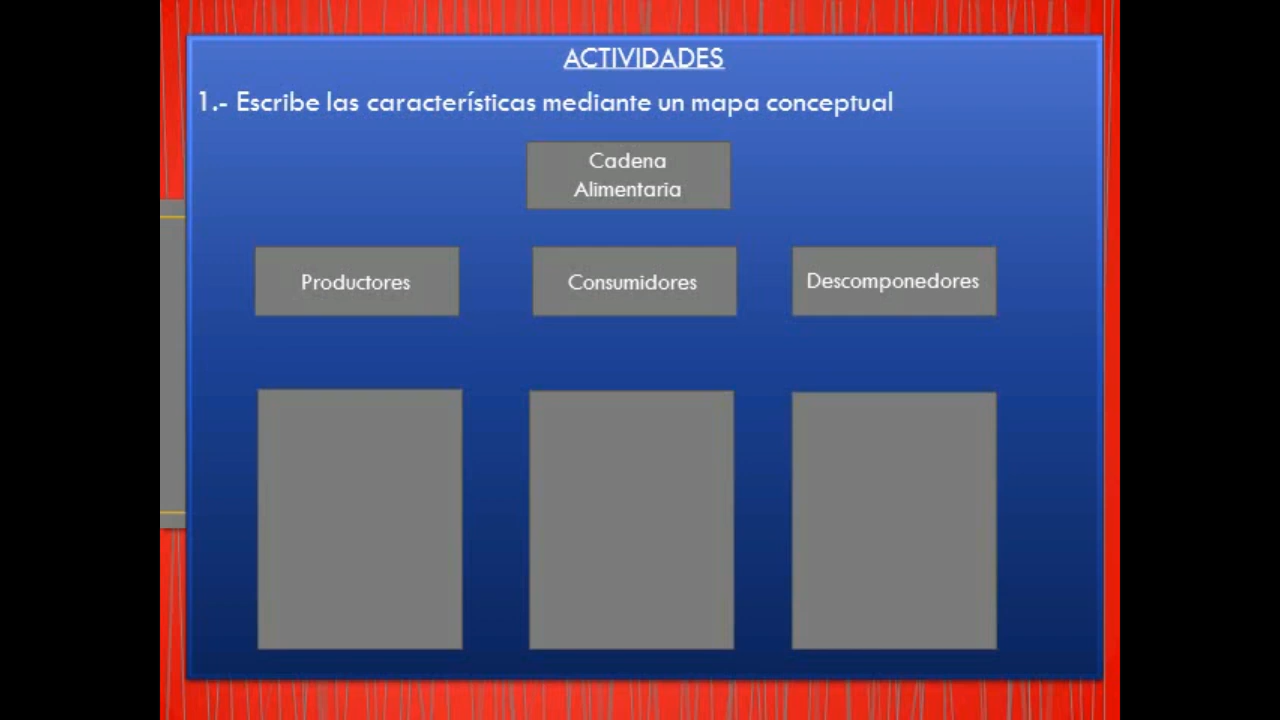 ACTIVIDADES
1.- Escribe las características mediante un mapa conceptual
Cadena
Alimentaria
Productores
Consumidores
Descomponedores